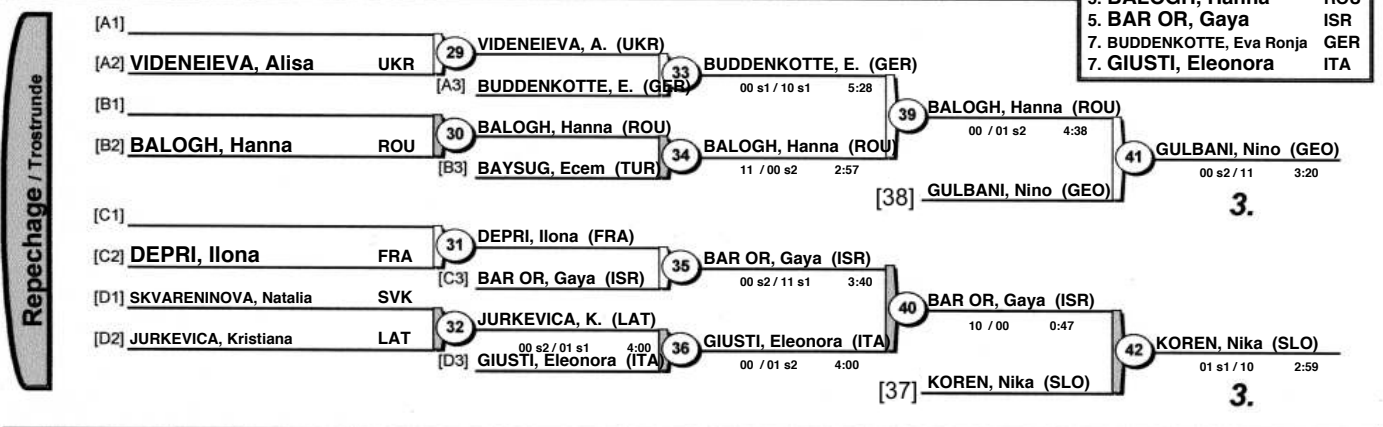 5. BALOGH, Hanna ROU
5. BAR OR, Gaya ISR
7. BUDDENKOTTE, Eva Ronja GER
7. GIUSTI, Eleonora ITA
Repechage / Trostrunde
[A1]
[A2] VIDENEIEVA, Alisa UKR
29
VIDENEIEVA, A. (UKR)
[A3] BUDDENKOTTE, E. (GER)
33
BUDDENKOTTE, E. (GER)
00 s1 / 10 s1 5:28
[B1]
[B2] BALOGH, Hanna ROU
30
BALOGH, Hanna (ROU)
[B3] BAYSUG, Ecem (TUR)
34
BALOGH, Hanna (ROU)
11 / 00 s2 2:57
39
BALOGH, Hanna (ROU)
00 / 01 s2 4:38
[38] GULBANI, Nino (GEO)
41
GULBANI, Nino (GEO)
00 s2 / 11 3:20
3.
[C1]
[C2] DEPRI, Ilona FRA
31
DEPRI, Ilona (FRA)
[C3] BAR OR, Gaya (ISR)
35
BAR OR, Gaya (ISR)
00 s2 / 11 s1 3:40
[D1] SKVARENINOVA, Natalia SVK
[D2] JURKEVICA, Kristiana LAT
32
JURKEVICA, K. (LAT)
00 s2 / 01 s1 4:00
[D3] GIUSTI, Eleonora (ITA)
36
GIUSTI, Eleonora (ITA)
00 / 01 s2 4:00
40
BAR OR, Gaya (ISR)
10 / 00 0:47
[37] KOREN, Nika (SLO)
42
KOREN, Nika (SLO)
01 s1 / 10 2:59
3.